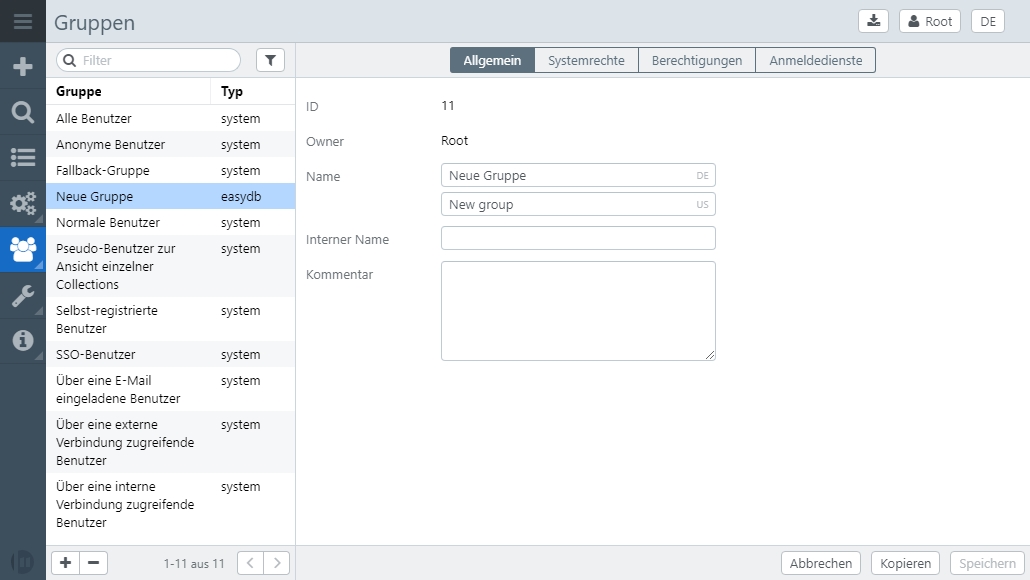 Gruppen
Root
DE
Filter
Allgemein
Systemrechte
Berechtigungen
Anmeldedienste
Gruppe Typ
Alle Benutzer system
Anonyme Benutzer system
Fallback-Gruppe system
Neue Gruppe easydb
Normale Benutzer system
Pseudo-Benutzer zur system
Ansicht einzelner
Collections
Selbst-registrierte system
Benutzer
SSO-Benutzer system
Über eine E-Mail system
eingeladene Benutzer
Über eine externe system
Verbindung zugreifende
Benutzer
Über eine interne system
Verbindung zugreifende
Benutzer
1-11 aus 11
ID 11
Owner Root
Name Neue Gruppe DE
New group US
Interner Name
Kommentar
Abbrechen
Kopieren
Speichern